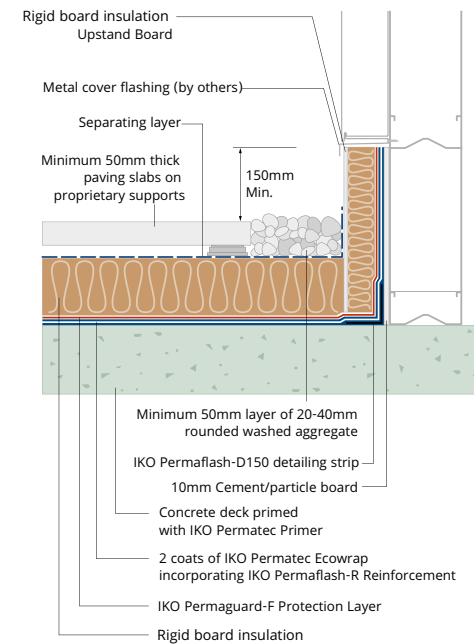 Rigid board insulation
Upstand Board
Metal cover flashing (by others)
Separating layer
Minimum 50mm thick
paving slabs on
proprietary supports
150mm
Min.
Minimum 50mm layer of 20-40mm
rounded washed aggregate
IKO Permaflash-D150 detailing strip
10mm Cement/particle board
Concrete deck primed
with IKO Permatec Primer
2 coats of IKO Permatec Ecowrap
incorporating IKO Permaflash-R Reinforcement
IKO Permaguard-F Protection Layer
Rigid board insulation